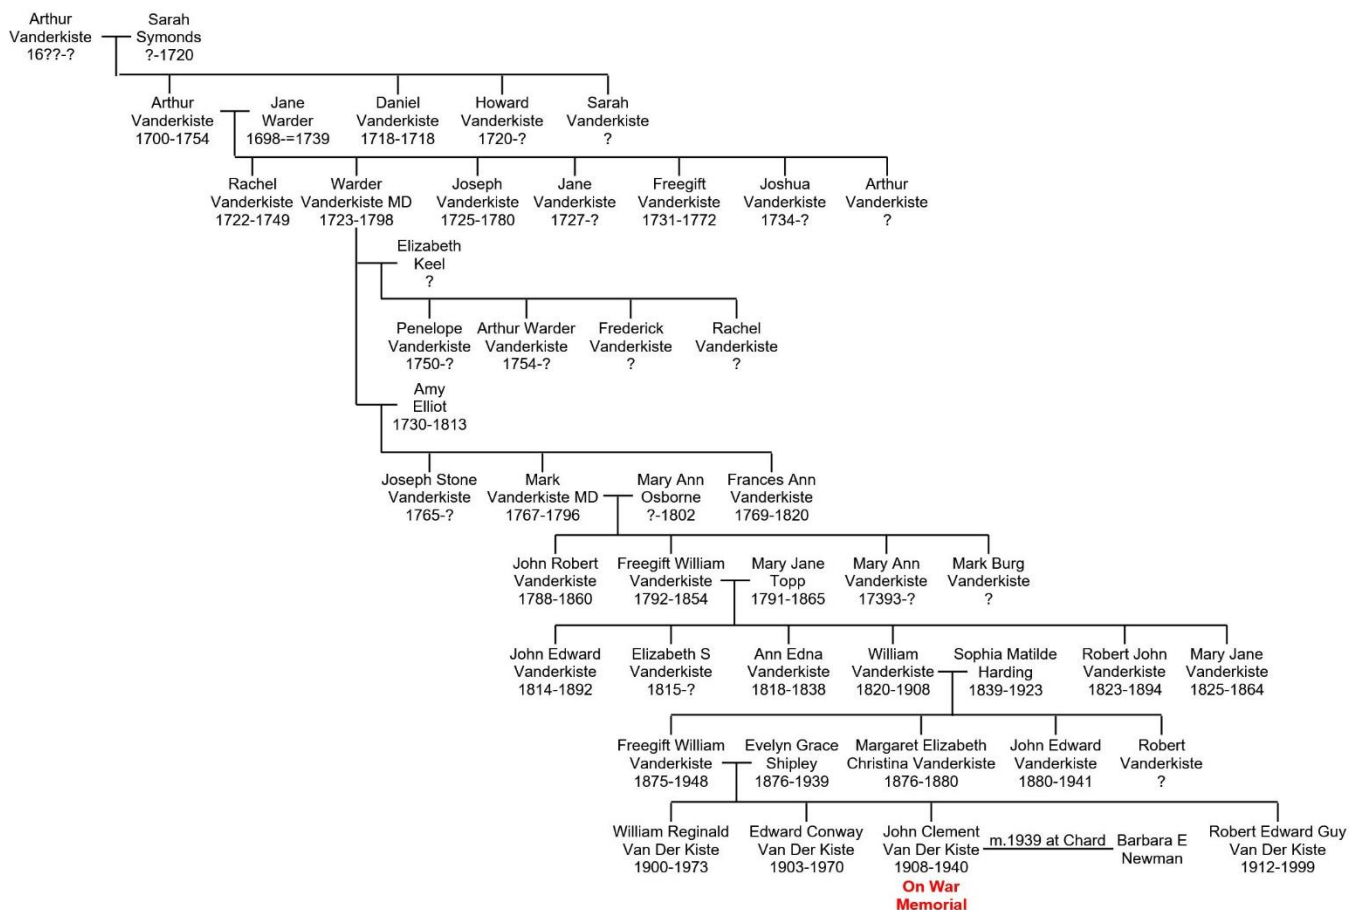 Arthur
Vanderkiste
16??-?
Sarah
Symonds
?-1720
Arthur
Vanderkiste
1700-1754
Jane
Warder
1698-=1739
Daniel
Vanderkiste
1718-1718
Howard
Vanderkiste
1720-?
Sarah
Vanderkiste
?
Rachel
Vanderkiste
1722-1749
Warder
Vanderkiste MD
1723-1798
Joseph
Vanderkiste
1725-1780
Jane
Vanderkiste
1727-?
Freegift
Vanderkiste
1731-1772
Joshua
Vanderkiste
1734-?
Arthur
Vanderkiste
?
Elizabeth
Keel
?
Penelope
Vanderkiste
1750-?
Arthur Warder
Vanderkiste
1754-?
Frederick
Vanderkiste
?
Rachel
Vanderkiste
?
Amy
Elliot
1730-1813
Joseph Stone
Vanderkiste
1765-?
Mark
Vanderkiste MD
1767-1796
Mary Ann
Osborne
?-1802
Frances Ann
Vanderkiste
1769-1820
John Robert
Vanderkiste
1788-1860
Freegift William
Vanderkiste
1792-1854
Mary Jane
Topp
1791-1865
Mary Ann
Vanderkiste
17393-?
Mark Burg
Vanderkiste
?
John Edward
Vanderkiste
1814-1892
Elizabeth S
Vanderkiste
1815-?
Ann Edna
Vanderkiste
1818-1838
William
Vanderkiste
1820-1908
Sophia Matilde
Harding
1839-1923
Robert John
Vanderkiste
1823-1894
Mary Jane
Vanderkiste
1825-1864
Freegift William
Vanderkiste
1875-1948
Evelyn Grace
Shipley
1876-1939
Margaret Elizabeth
Christina Vanderkiste
1876-1880
John Edward
Vanderkiste
1880-1941
Robert
Vanderkiste
?
William Reginald
Van Der Kiste
1900-1973
Edward Conway
Van Der Kiste
1903-1970
John Clement
Van Der Kiste
1908-1940
On War
Memorial
m.1939 at Chard
Barbara E
Newman
Robert Edward Guy
Van Der Kiste
1912-1999